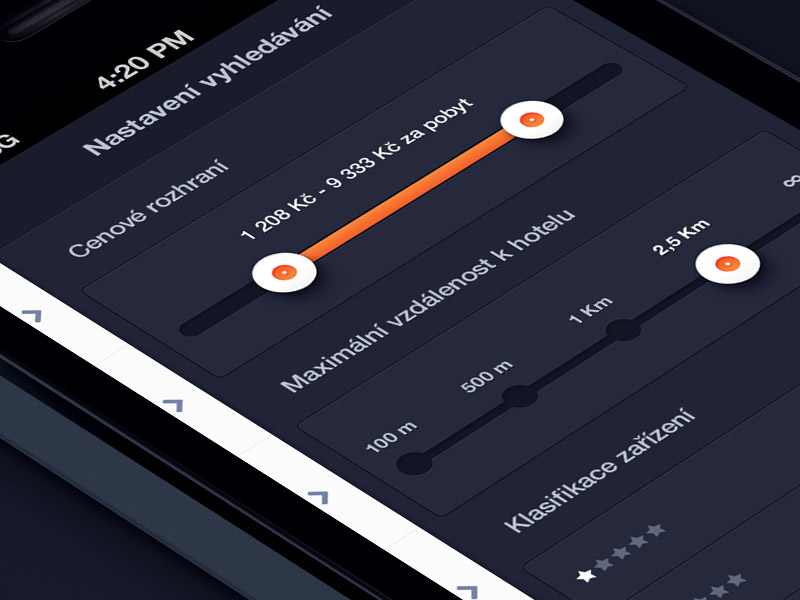 4:20 PM
Nastavení vyhledávání
Cenové rozhraní
1 208 Kč - 9 333 Kč za pobyt
Maximální vzdálenost k hotelu
100 m
500 m
1 Km
2,5 Km
∞
Klasifikace zařízení